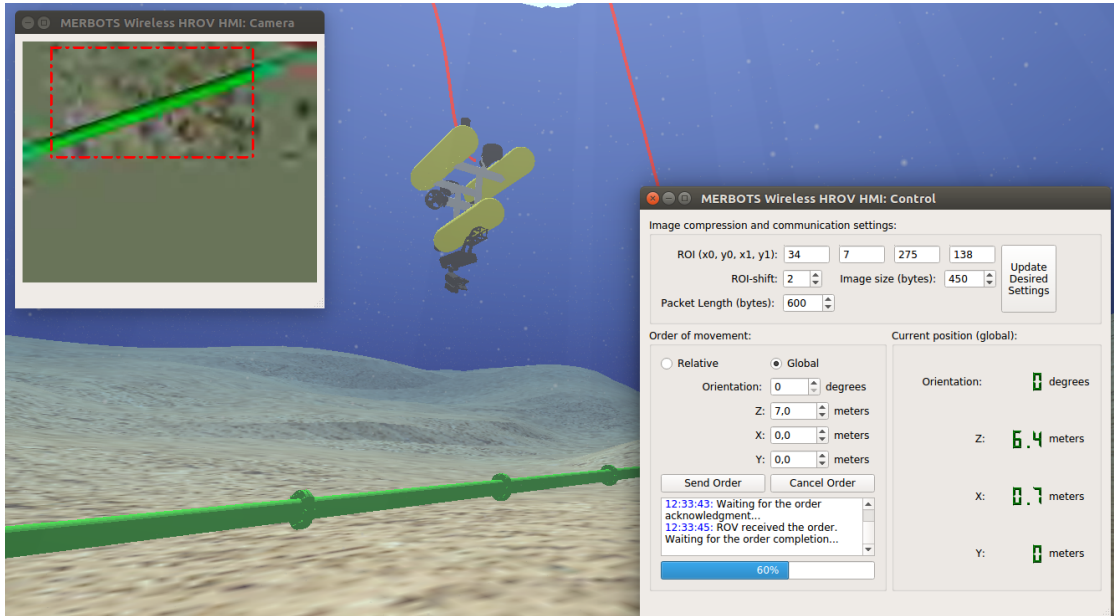 MERBOTS Wireless HROV HMI: Camera
MERBOTS Wireless HROV HMI: Control
Image compression and communication settings:
ROI (x0, y0, x1, y1): 34 7 275 138
ROI-shift: 2 Image size (bytes): 450
Update
Desired
Settings
Packet Length (bytes): 600
Order of movement:
Relative Global
Orientation: 0 degrees
Z: 7,0 meters
X: 0,0 meters
Y: 0,0 meters
Send Order Cancel Order
12:33:43: Waiting for the order
acknowledgment...
12:33:45: ROV received the order.
Waiting for the order completion...
60%
Current position (global):
Orientation: 0 degrees
Z: 6.4 meters
X: 0.7 meters
Y: 0 meters